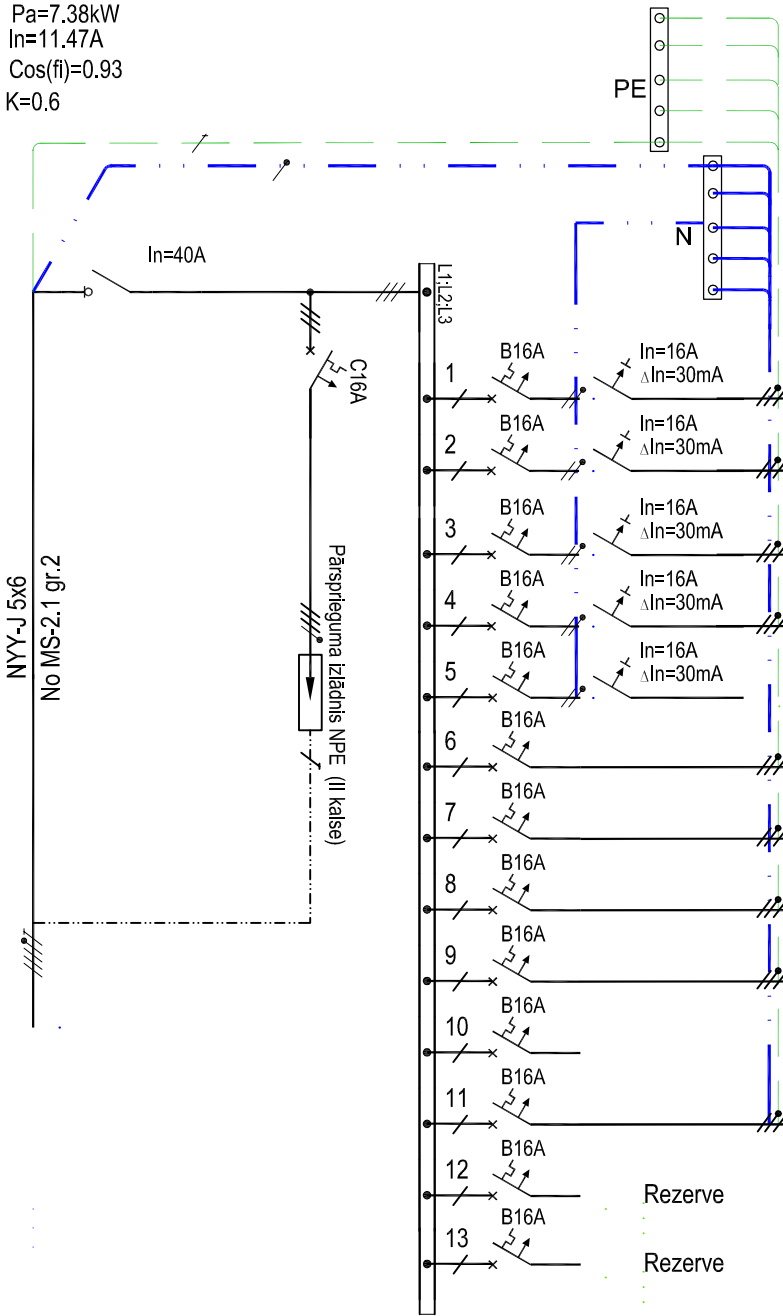 Pa=7.38kW
In=11.47A
Cos(fi)=0.93
K=0.6
PE
N
In=40A
L1;L2;L3
C16A
Pārsprieguma izlādnis NPE (II kalse)
NYY-J 5x6
No MS-2.1 gr.2
1
B16A
In=16A
ΔIn=30mA
2
B16A
In=16A
ΔIn=30mA
3
B16A
In=16A
ΔIn=30mA
4
B16A
In=16A
ΔIn=30mA
5
B16A
In=16A
ΔIn=30mA
6
B16A
7
B16A
8
B16A
9
B16A
10
B16A
11
B16A
12
B16A
Rezerve
13
B16A
Rezerve